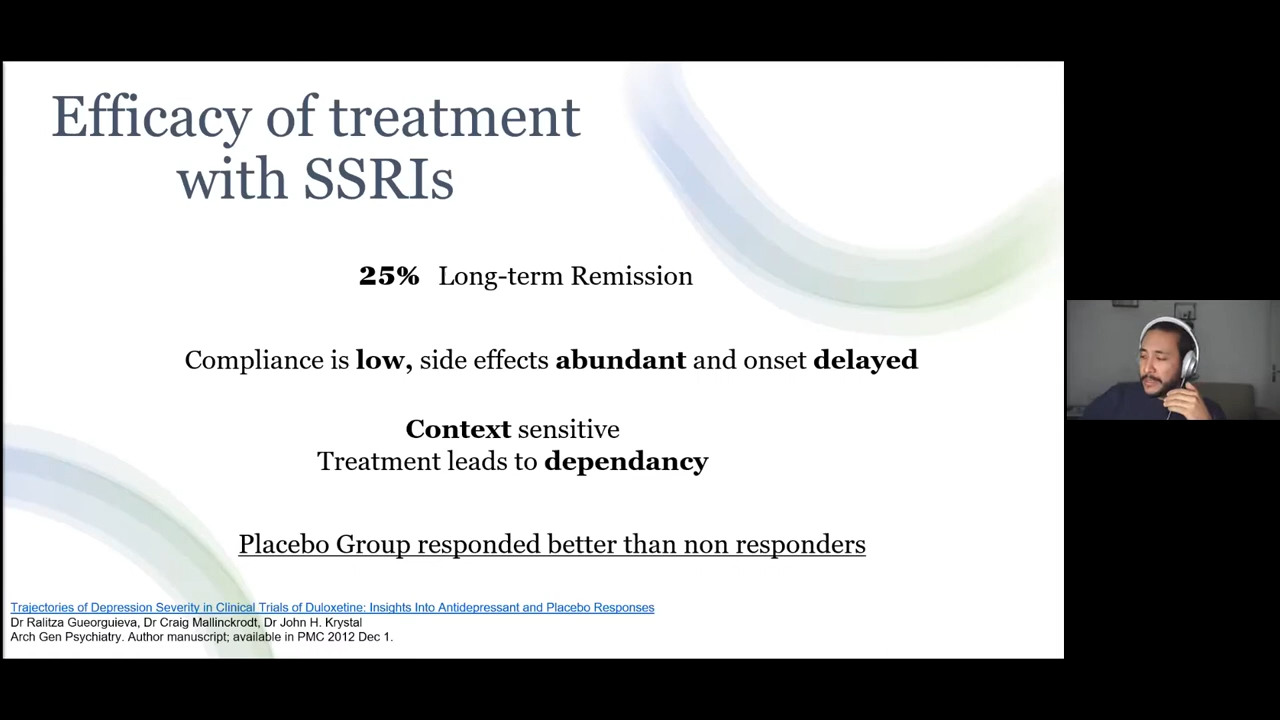 Efficacy of treatment
with SSRIs
25% Long-term Remission
Compliance is low, side effects abundant and onset delayed
Context sensitive
Treatment leads to dependancy
Placebo Group responded better than non responders
Trajectories of Depression Severity in Clinical Trials of Duloxetine: Insights Into Antidepressant and Placebo Responses
Dr Ralitza Gueorguieva, Dr Craig Mallinckrodt, Dr John H. Krystal
Arch Gen Psychiatry. Author manuscript; available in PMC 2012 Dec 1.